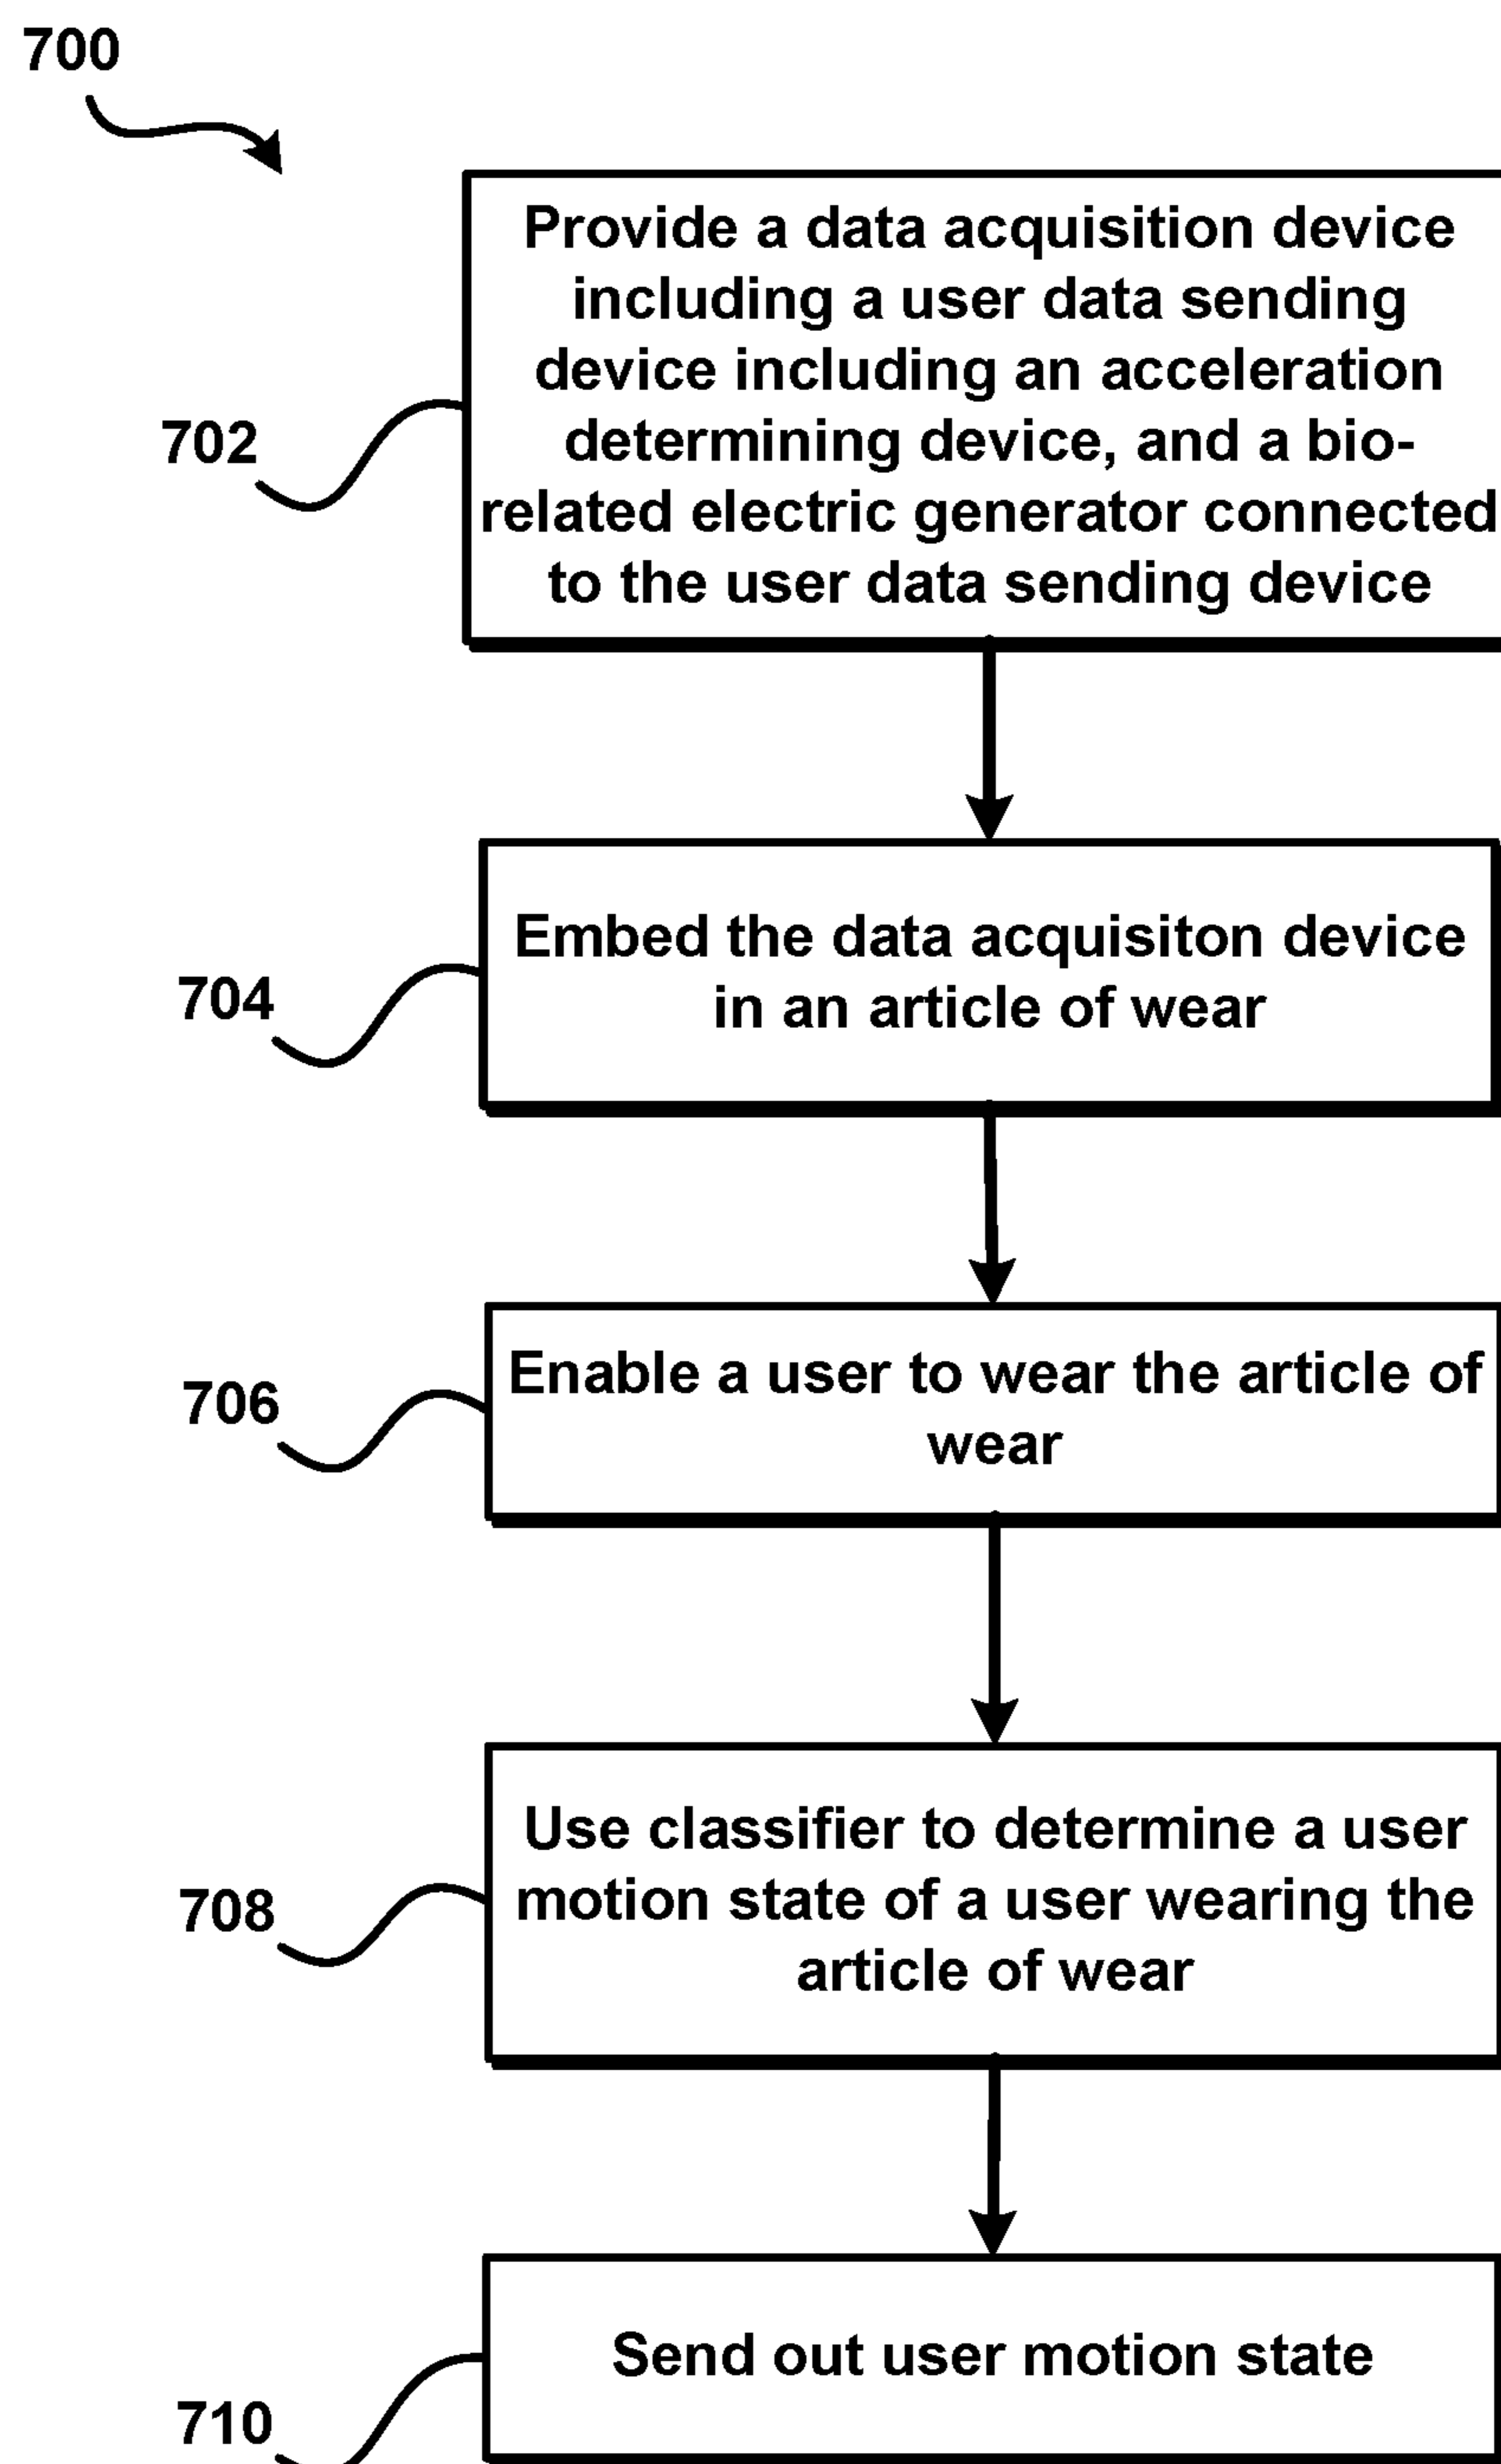 700
Provide a data acquisition device
including a user data sending
device including an acceleration
determining device, and a bio-
related electric generator connected
to the user data sending device
702
Embed the data acquisiton device
in an article of wear
704
Enable a user to wear the article of
wear
706
Use classifier to determine a user
motion state of a user wearing the
article of wear
708
Send out user motion state
710